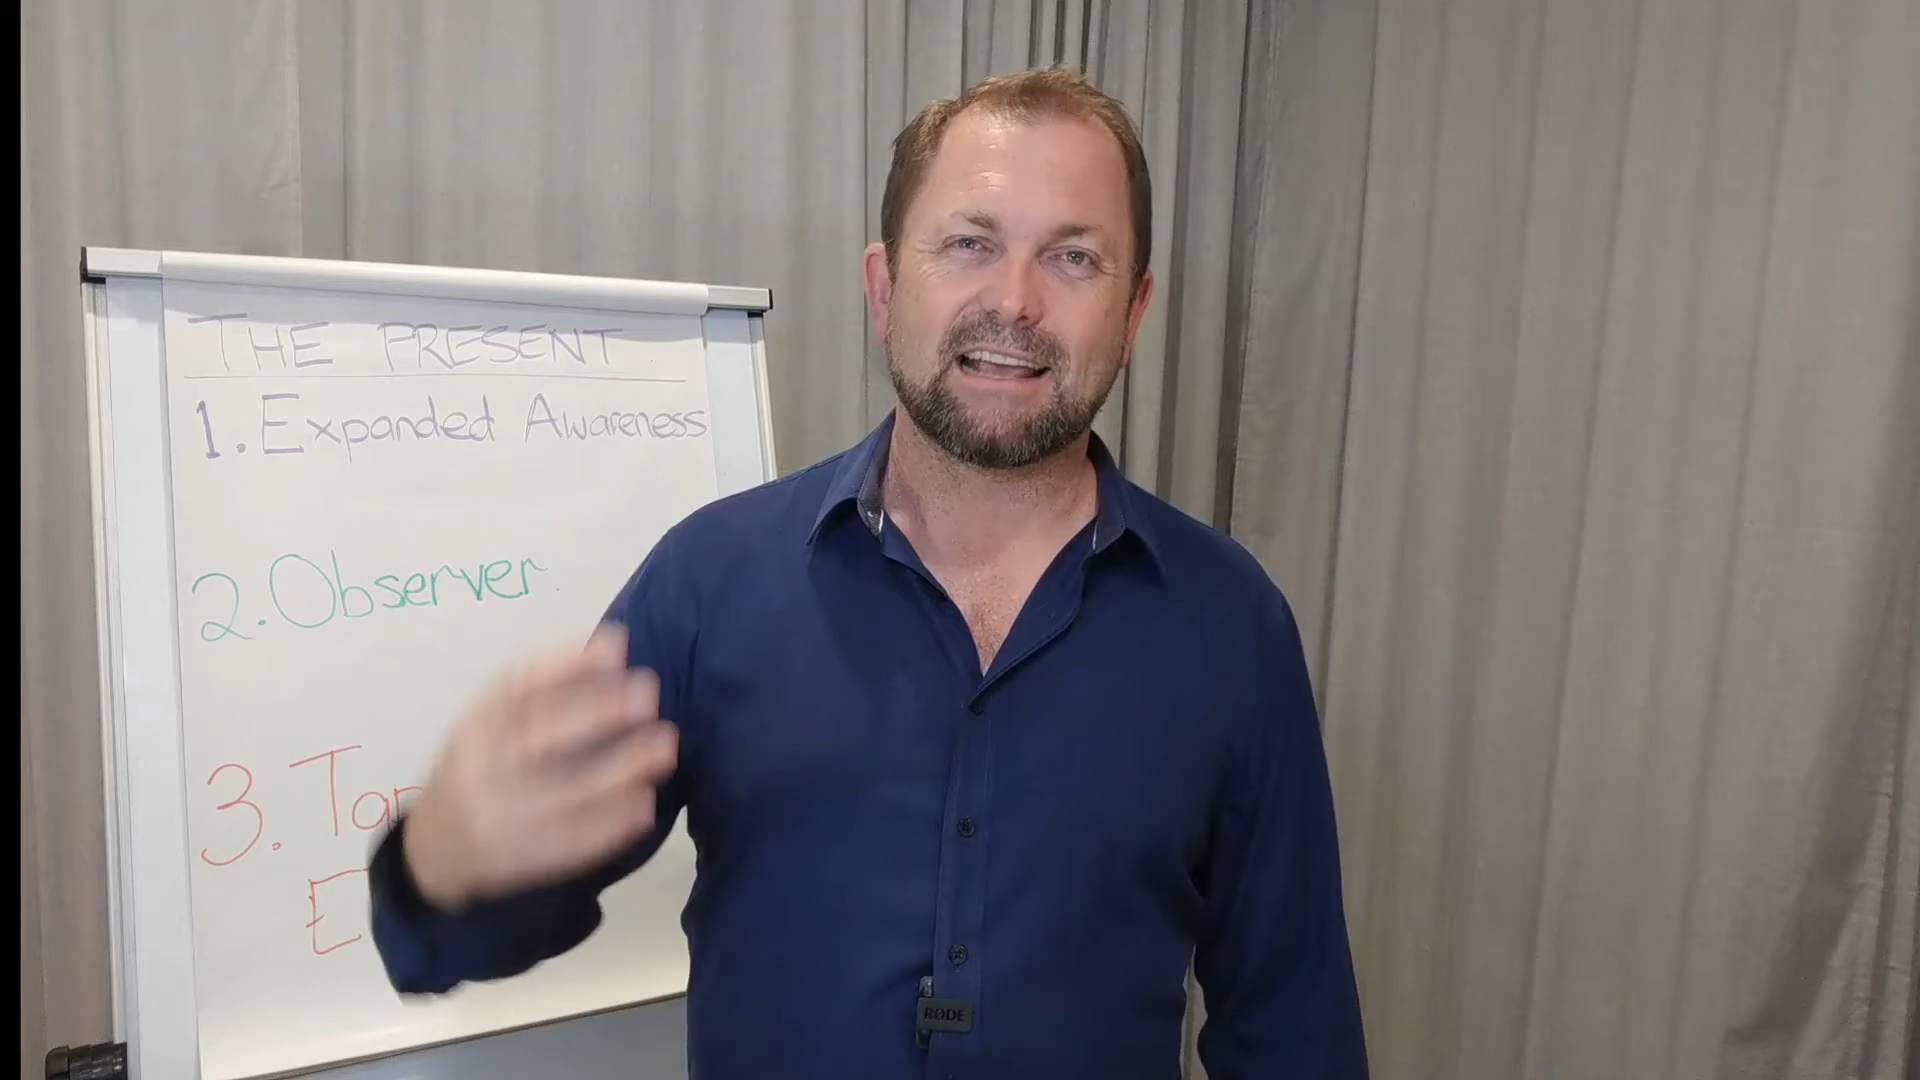 THE PRESENT
1. Expanded Awareness
2. Observer.
3.
RØDE